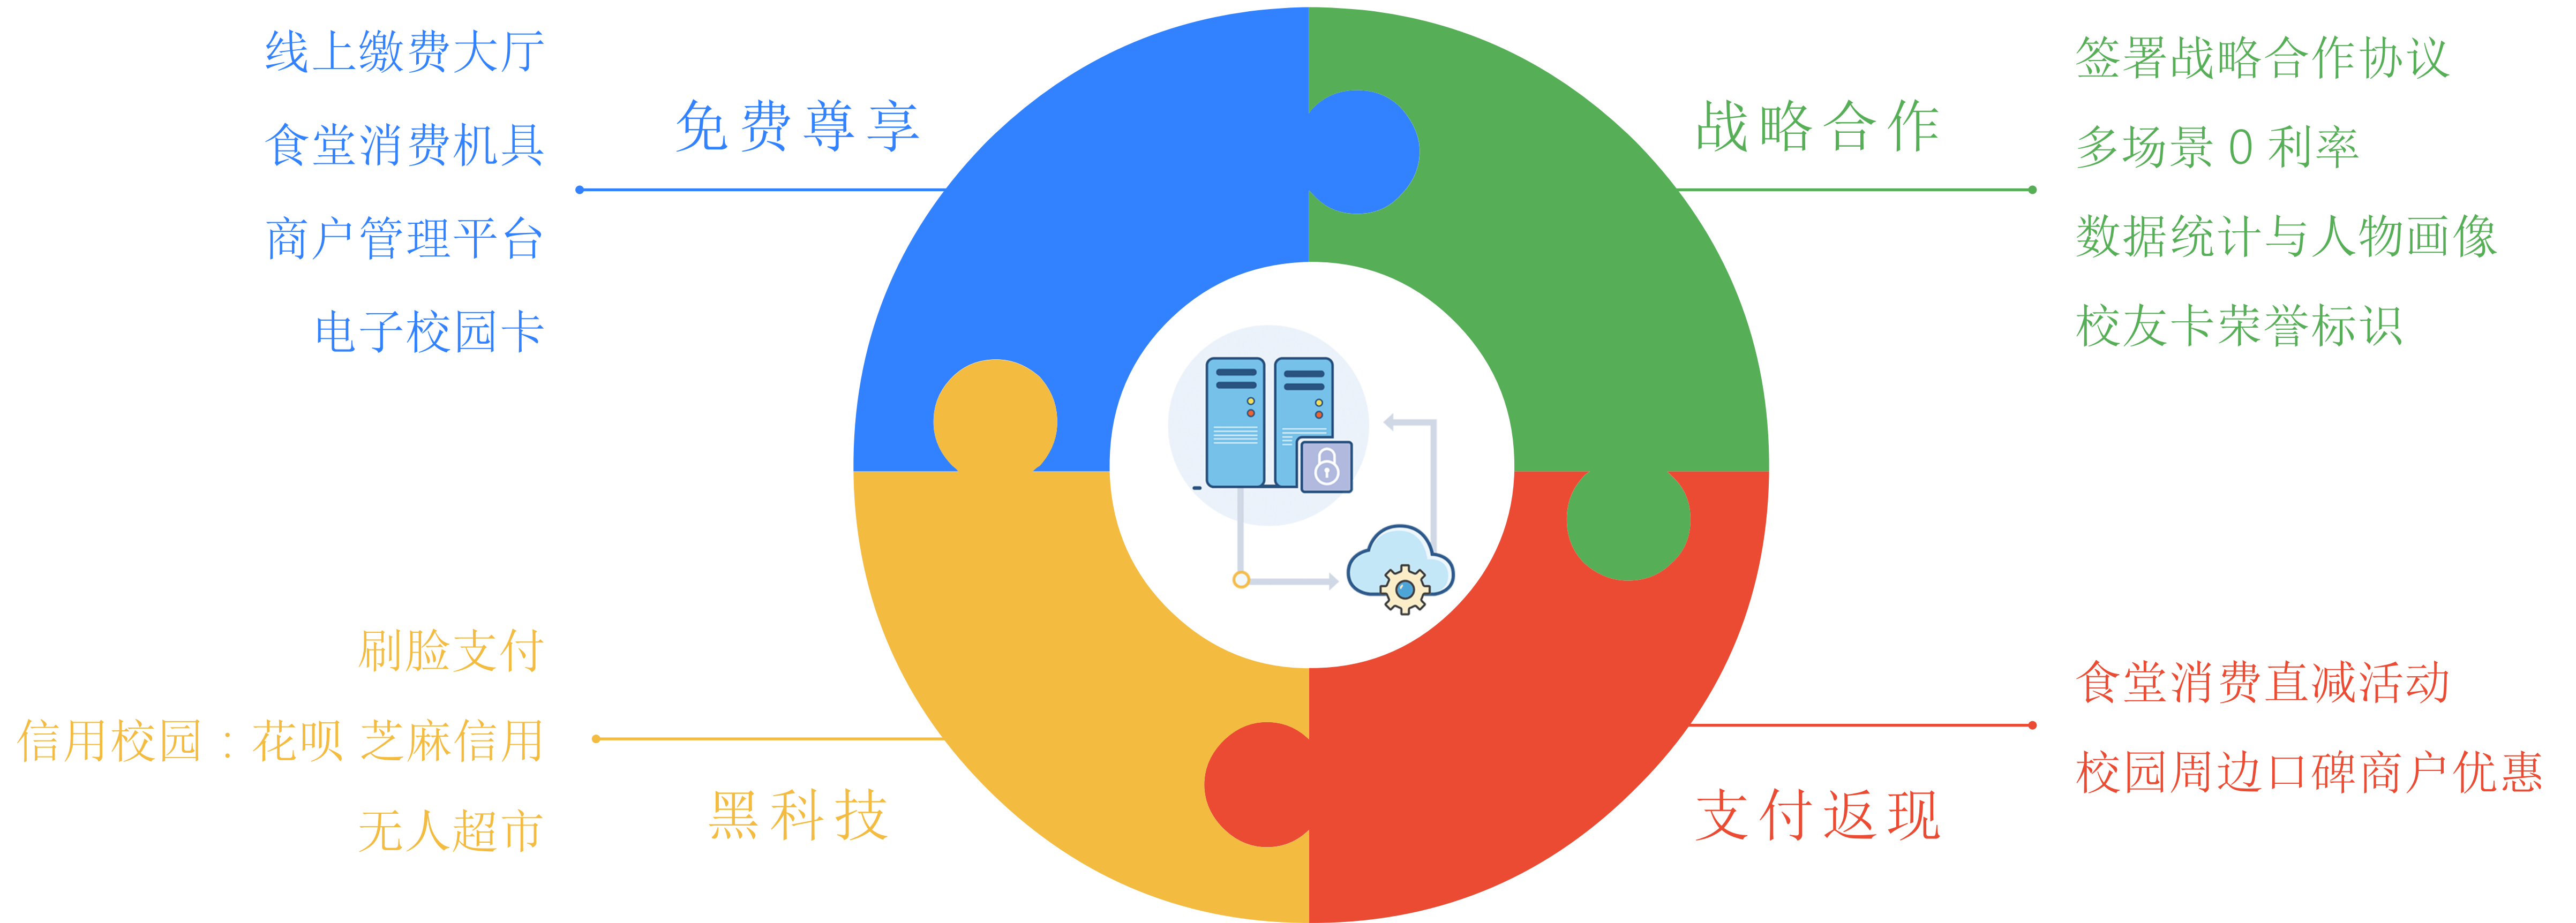 免费尊享
线上缴费大厅
食堂消费机具
商户管理平台
电子校园卡
战略合作
签署战略合作协议
多场景 0 利率
数据统计与人物画像
校友卡荣誉标识
黑科技
刷脸支付
信用校园：花呗 芝麻信用
无人超市
支付返现
食堂消费直减活动
校园周边口碑商户优惠